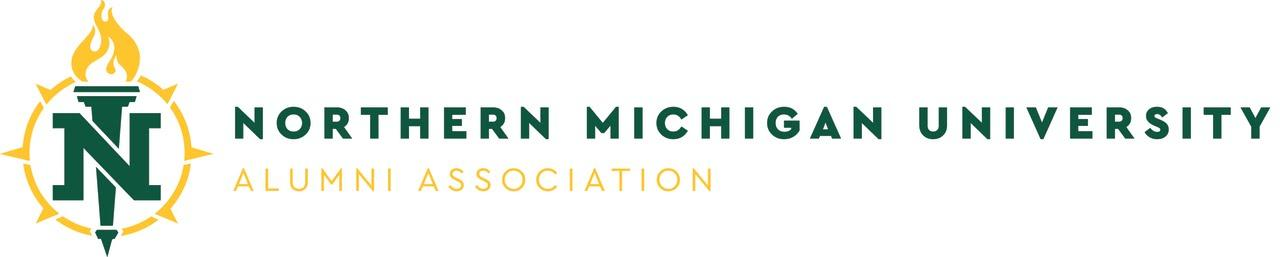 N
NORTHERN MICHIGAN UNIVERSITY
ALUMNI ASSOCIATION